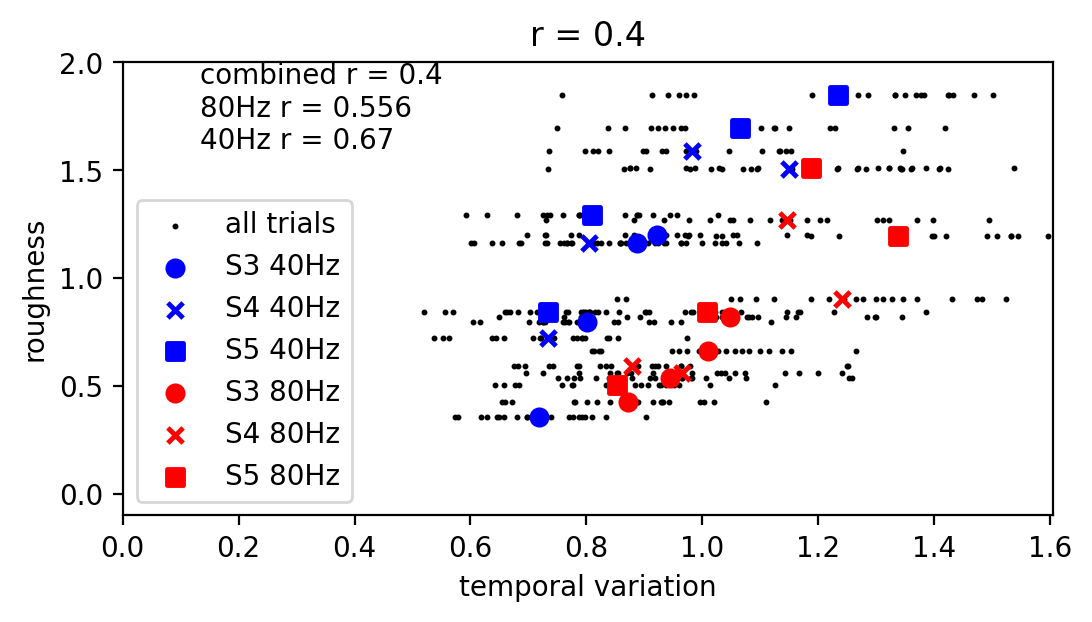 r = 0.4
combined r = 0.4
80Hz r = 0.556
40Hz r = 0.67
all trials
S3 40Hz
S4 40Hz
S5 40Hz
S3 80Hz
S4 80Hz
S5 80Hz
roughness
2.0
1.5
1.0
0.5
0.0
0.0 0.2 0.4 0.6 0.8 1.0 1.2 1.4 1.6
temporal variation